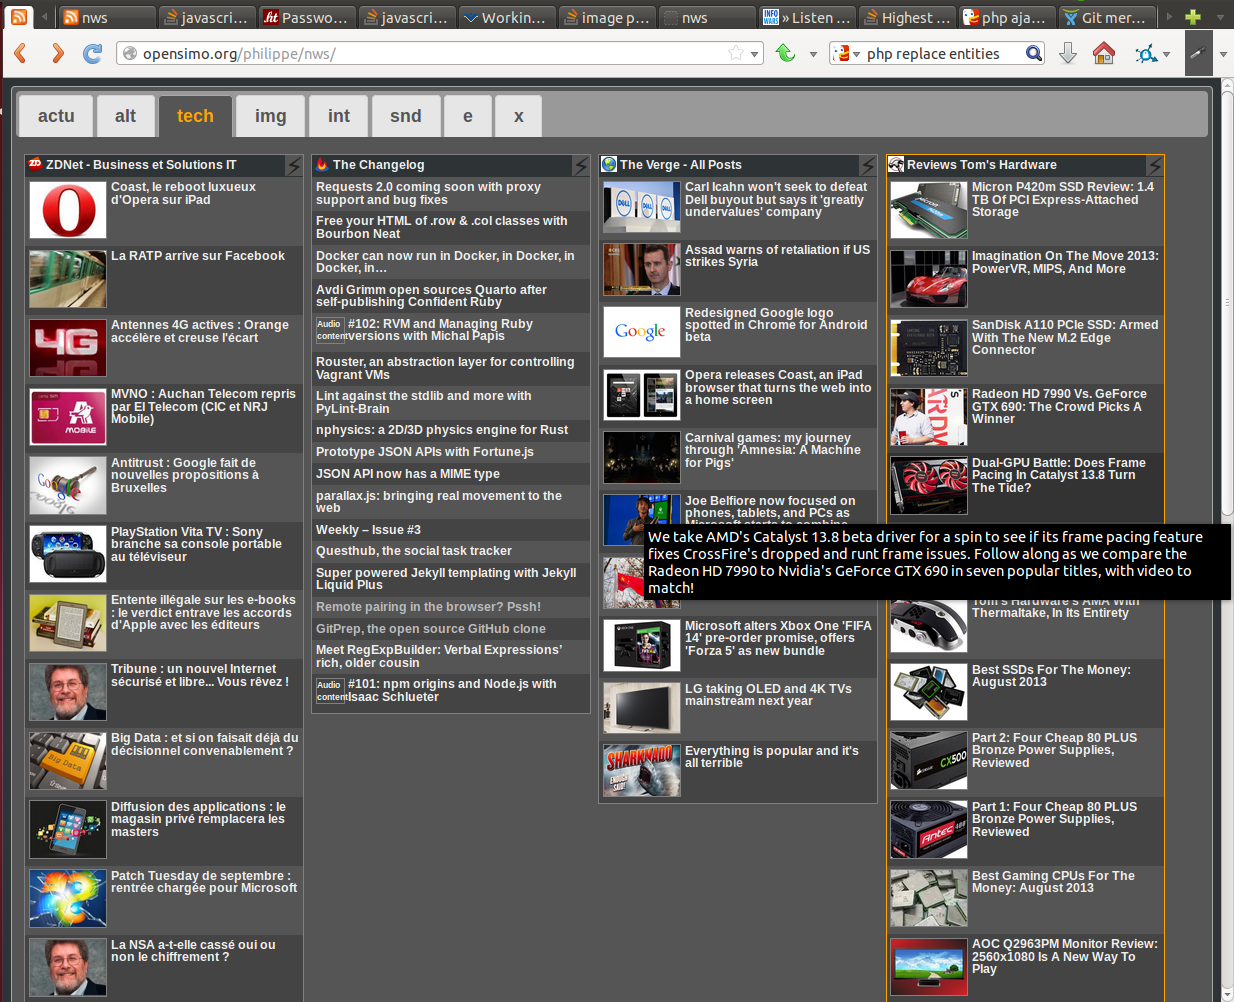 nws
javascri...
Passwo...
javascri...
Workin...
image p...
nws
» Listen ...
Highest ...
php aja...
Git mer...
opensimo.org/philippe/nws/
php replace entities
actu
alt
tech
img
int
snd
e
x
ZDNet - Business et Solutions IT
Coast, le reboot luxueux
d'Opera sur iPad
La RATP arrive sur Facebook
Antennes 4G actives : Orange
accélère et creuse l'écart
MVNO : Auchan Telecom repris
par EI Telecom (CIC et NRJ
Mobile)
Antitrust : Google fait de
nouvelles propositions à
Bruxelles
PlayStation Vita TV : Sony
branche sa console portable
au téléviseur
Entente illégale sur les e-books
: le verdict entrave les accords
d'Apple avec les éditeurs
Tribune : un nouvel Internet
sécurisé et libre... Vous rêvez !
Big Data : et si on faisait déjà du
décisionnel convenablement ?
Diffusion des applications : le
magasin privé remplacera les
masters
Patch Tuesday de septembre :
rentrée chargée pour Microsoft
La NSA a-t-elle cassé oui ou
non le chiffrement ?
The Changelog
Requests 2.0 coming soon with proxy
support and bug fixes
Free your HTML of .row & .col classes with
Bourbon Neat
Docker can now run in Docker, in Docker, in
Docker, in…
Avdi Grimm open sources Quarto after
self-publishing Confident Ruby
Audio content
#102: RVM and Managing Ruby
versions with Michal Papis
Rouster, an abstraction layer for controlling
Vagrant VMs
Lint against the stdlib and more with
PyLint-Brain
nphysics: a 2D/3D physics engine for Rust
Prototype JSON APIs with Fortune.js
JSON API now has a MIME type
parallax.js: bringing real movement to the
web
Weekly – Issue #3
Questhub, the social task tracker
Super powered Jekyll templating with Jekyll
Liquid Plus
Remote pairing in the browser? Pssh!
GitPrep, the open source GitHub clone
Meet RegExpBuilder: Verbal Expressions'
rich, older cousin
Audio content
#101: npm origins and Node.js with
Isaac Schlueter
The Verge - All Posts
Carl Icahn won't seek to defeat
Dell buyout but says it 'greatly
undervalues' company
Assad warns of retaliation if US
strikes Syria
Redesigned Google logo
spotted in Chrome for Android
beta
Opera releases Coast, an iPad
browser that turns the web into
a home screen
Carnival games: my journey
through 'Amnesia: A Machine
for Pigs'
Joe Belfiore now focused on
phones, tablets, and PCs as
Microsoft starts to combine
Microsoft alters Xbox One 'FIFA
14' pre-order promise, offers
'Forza 5' as new bundle
LG taking OLED and 4K TVs
mainstream next year
Everything is popular and it's
all terrible
Reviews Tom's Hardware
Micron P420m SSD Review: 1.4
TB Of PCI Express-Attached
Storage
Imagination On The Move 2013:
PowerVR, MIPS, And More
SanDisk A110 PCIe SSD: Armed
With The New M.2 Edge
Connector
Radeon HD 7990 Vs. GeForce
GTX 690: The Crowd Picks A
Winner
Dual-GPU Battle: Does Frame
Pacing In Catalyst 13.8 Turn
The Tide?
We take AMD's Catalyst 13.8 beta driver for a spin to see if its frame pacing feature
fixes CrossFire's dropped and runt frame issues. Follow along as we compare the
Radeon HD 7990 to Nvidia's GeForce GTX 690 in seven popular titles, with video to
match!
Tom's Hardware's AMA With
Thermaltake, In Its Entirety
Best SSDs For The Money:
August 2013
Part 2: Four Cheap 80 PLUS
Bronze Power Supplies,
Reviewed
Part 1: Four Cheap 80 PLUS
Bronze Power Supplies,
Reviewed
Best Gaming CPUs For The
Money: August 2013
AOC Q2963PM Monitor Review:
2560x1080 Is A New Way To
Play